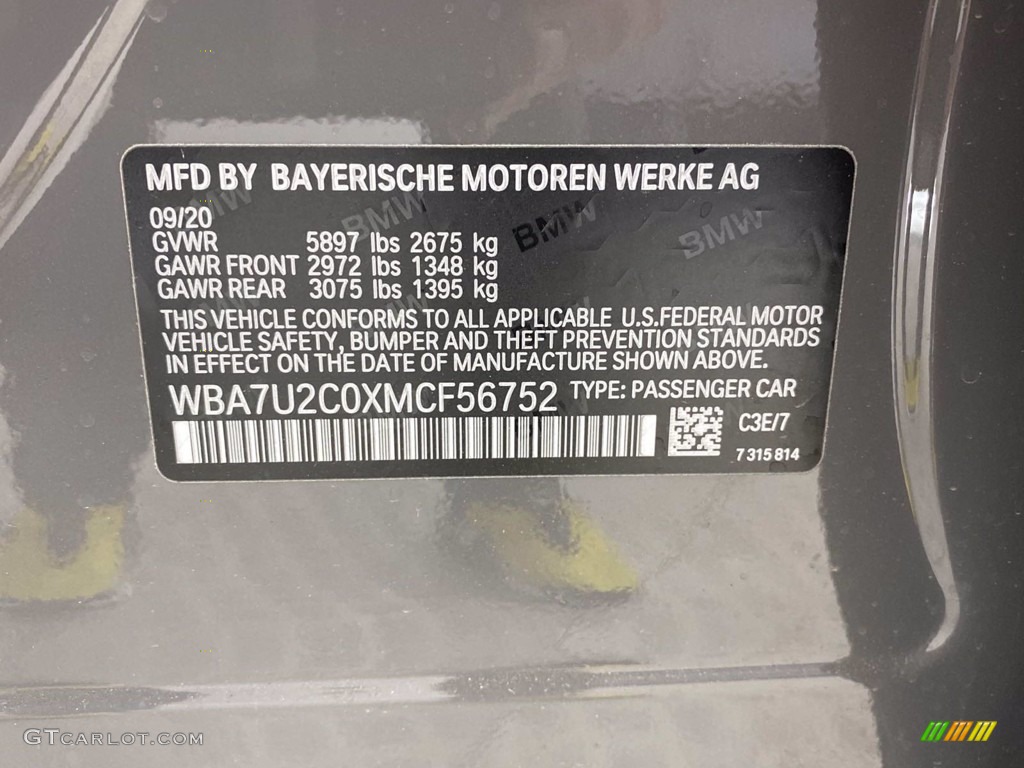 MFD BY BAYERISCHE MOTOREN WERKE AG
09/20
GVWR 5897 lbs 2675 kg
GAWR FRONT 2972 lbs 1348 kg
GAWR REAR 3075 lbs 1395 kg
THIS VEHICLE CONFORMS TO ALL APPLICABLE U.S.FEDERAL MOTOR
VEHICLE SAFETY, BUMPER AND THEFT PREVENTION STANDARDS
IN EFFECT ON THE DATE OF MANUFACTURE SHOWN ABOVE.
WBA7U2C0XMCF56752 TYPE: PASSENGER CAR
C3E/7
7 315 814
BMW BMW BMW BMW
GTcarlot.com